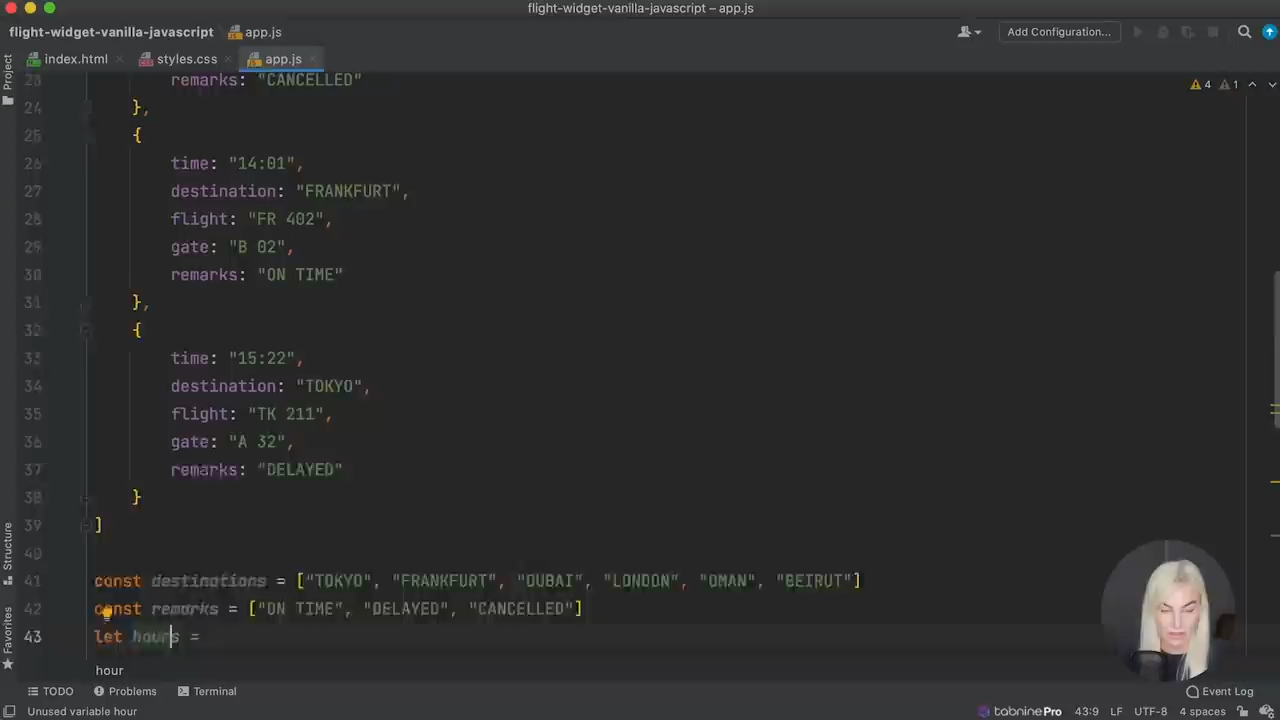 flight-widget-vanilla-javascript – app.js
flight-widget-vanilla-javascript app.js
Add Configuration...
Project
index.html styles.css app.js
4 1
23 remarks: "CANCELLED"
24 },
25 {
26 time: "14:01",
27 destination: "FRANKFURT",
28 flight: "FR 402",
29 gate: "B 02",
30 remarks: "ON TIME"
31 },
32 {
33 time: "15:22",
34 destination: "TOKYO",
35 flight: "TK 211",
36 gate: "A 32",
37 remarks: "DELAYED"
38 }
39 ]
40
41 const destinations = ["TOKYO", "FRANKFURT", "DUBAI", "LONDON", "OMAN", "BEIRUT"]
42 const remarks = ["ON TIME", "DELAYED", "CANCELLED"]
43 let hours =
hour
Structure
Favorites
TODO Problems Terminal Event Log
Unused variable hour tabnine Pro 43:9 LF UTF-8 4 spaces